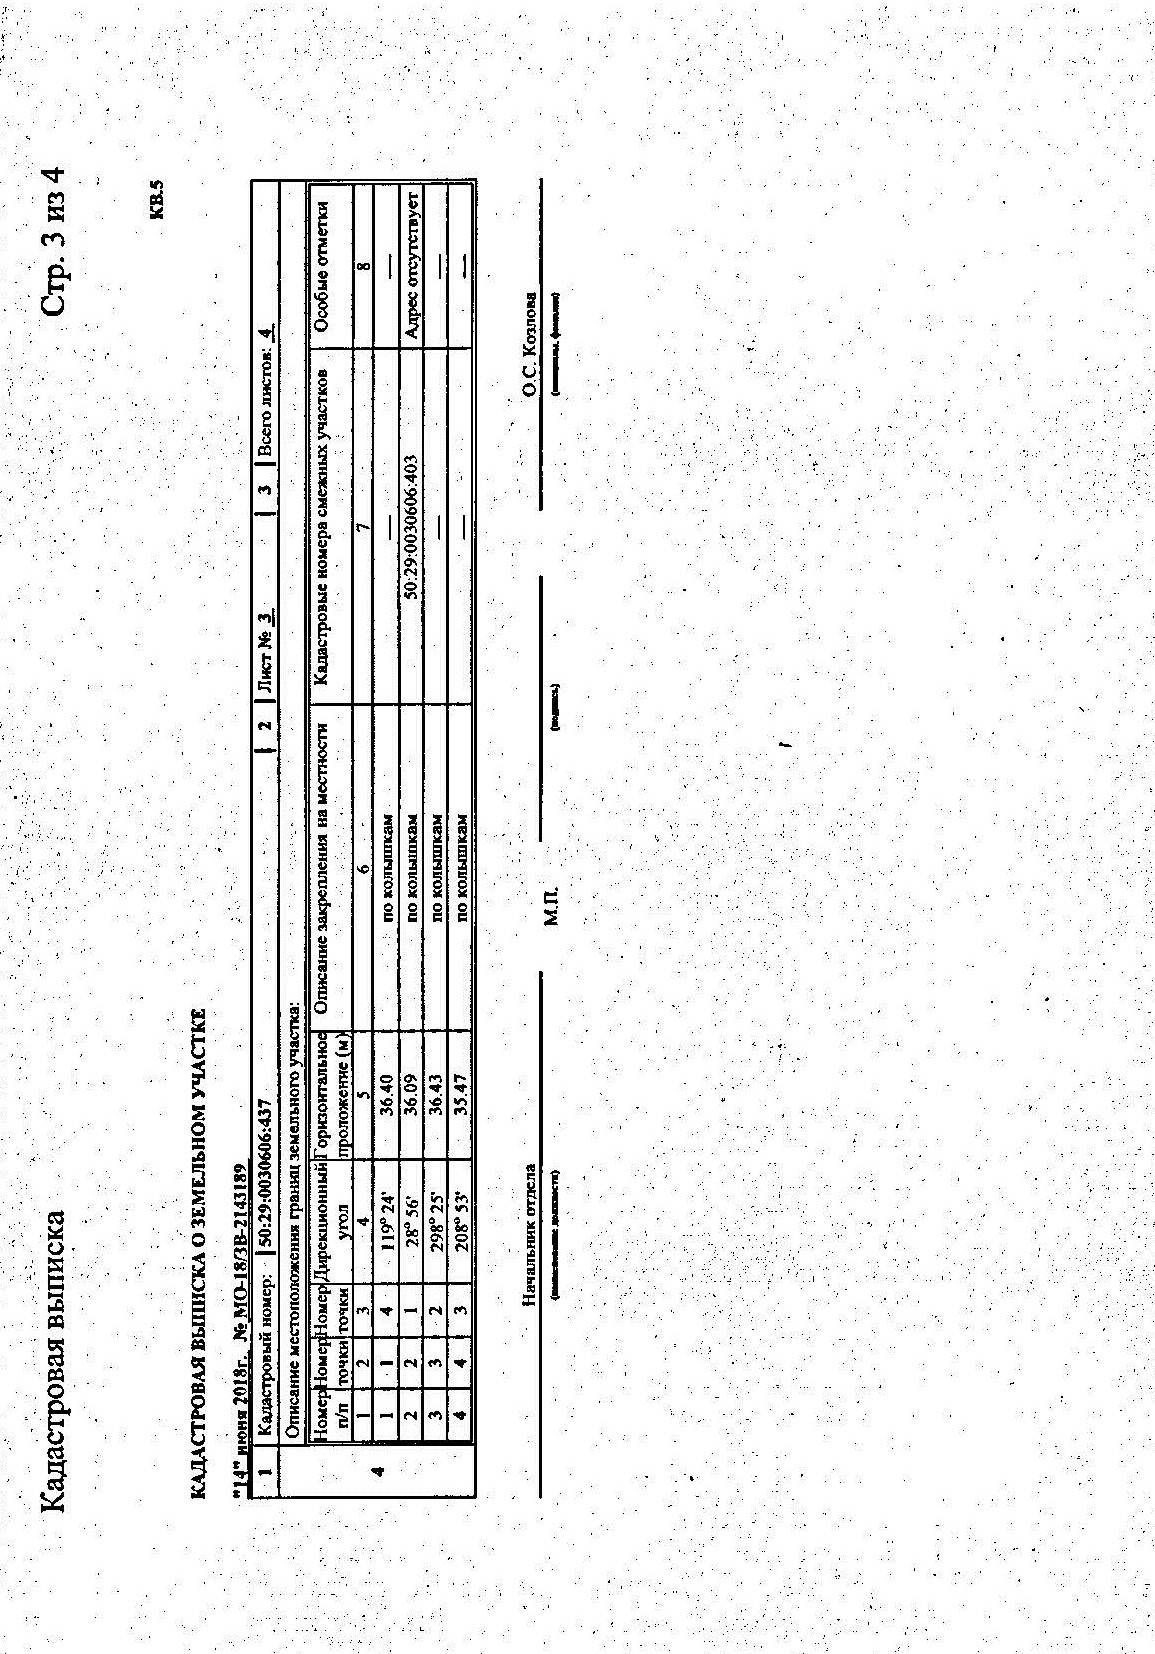 Кадастровая выписка Стр. 3 из 4
КВ.5
КАДАСТРОВАЯ ВЫПИСКА О ЗЕМЕЛЬНОМ УЧАСТКЕ
"14" июня 2018г. № МО-18/ЗВ-2143189
1 Кадастровый номер: 50:29:0030606:437 2 Лист № 3 3 Всего листов: 4
4 Описание местоположения границ земельного участка:
Номер п/п Номер точки Номер точки Дирекционный угол Горизонтальное проложение (м) Описание закрепления на местности Кадастровые номера смежных участков Особые отметки
1 2 3 4 5 6 7 8
1 1 4 119° 24' 36.40 по колышкам — —
2 2 1 28° 56' 36.09 по колышкам 50:29:0030606:403 Адрес отсутствует
3 3 2 298° 25' 36.43 по колышкам — —
4 4 3 208° 53' 35.47 по колышкам — —
Начальник отдела О.С. Козлова
(наименование должности) М.П. (подпись) (инициалы, фамилия)